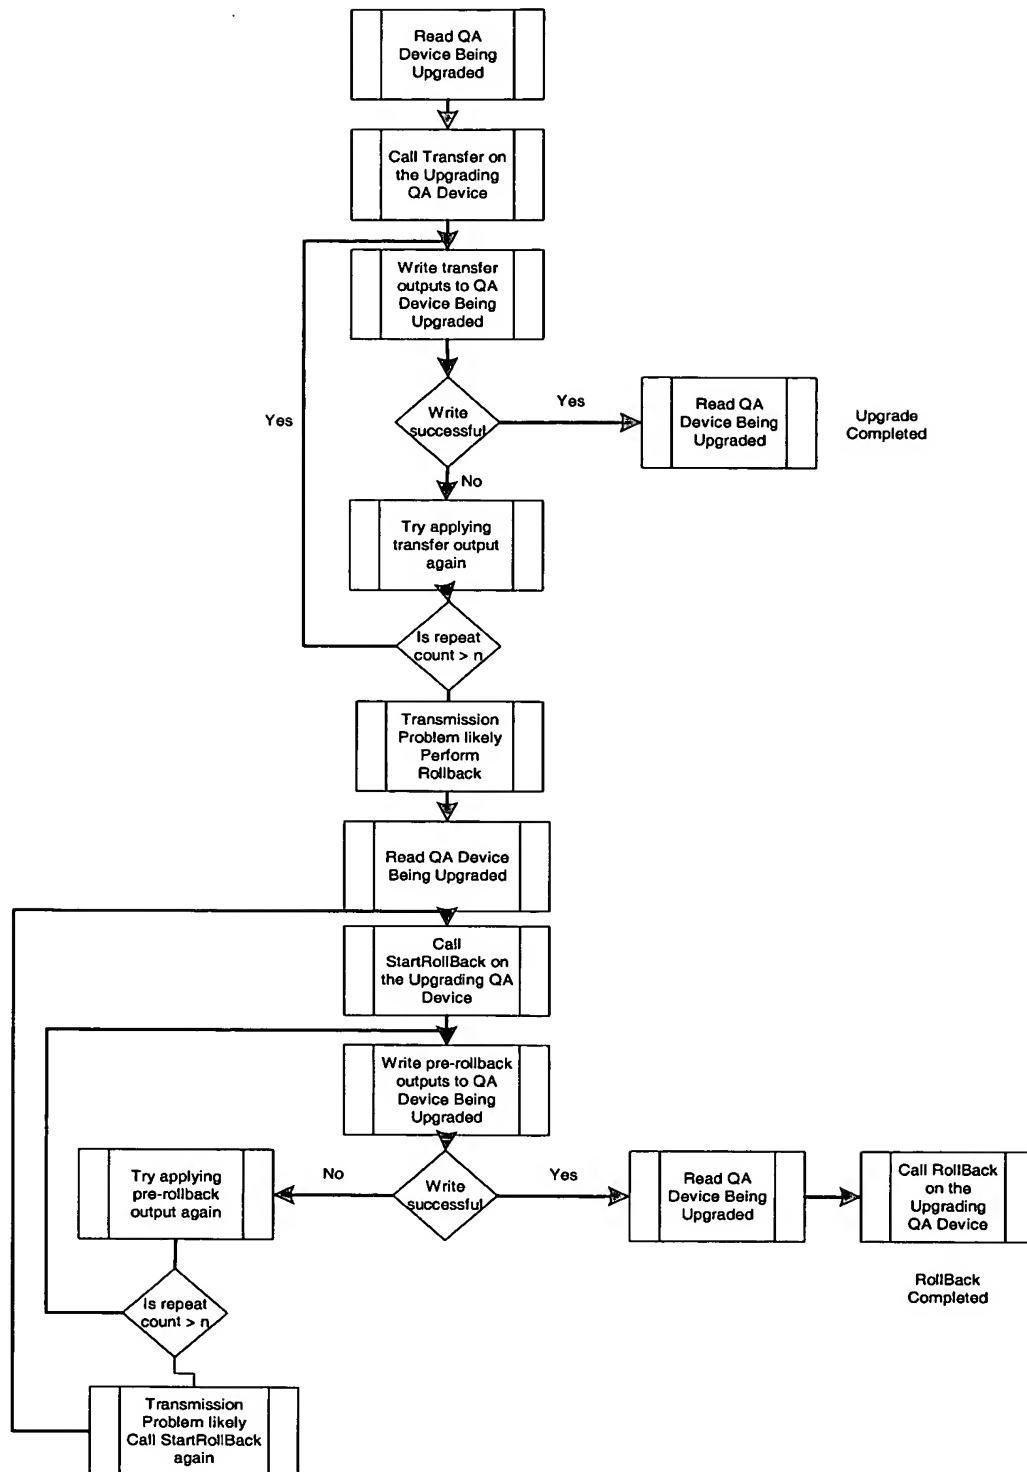 Read QA
Device Being
Upgraded
Call Transfer on
the Upgrading
QA Device
Write transfer
outputs to QA
Device Being
Upgraded
Yes
Write
successful
Yes
Read QA
Device Being
Upgraded
Upgrade
Completed
No
Try applying
transfer output
again
Is repeat
count > n
Transmission
Problem likely
Perform
Rollback
Read QA Device
Being Upgraded
Call
StartRollBack on
the Upgrading QA
Device
Write pre-rollback
outputs to QA
Device Being
Upgraded
Try applying
pre-rollback
output again
No
Write
successful
Yes
Read QA
Device Being
Upgraded
Call RollBack
on the
Upgrading
QA Device
RollBack
Completed
Is repeat
count > n
Transmission
Problem likely
Call StartRollBack
again